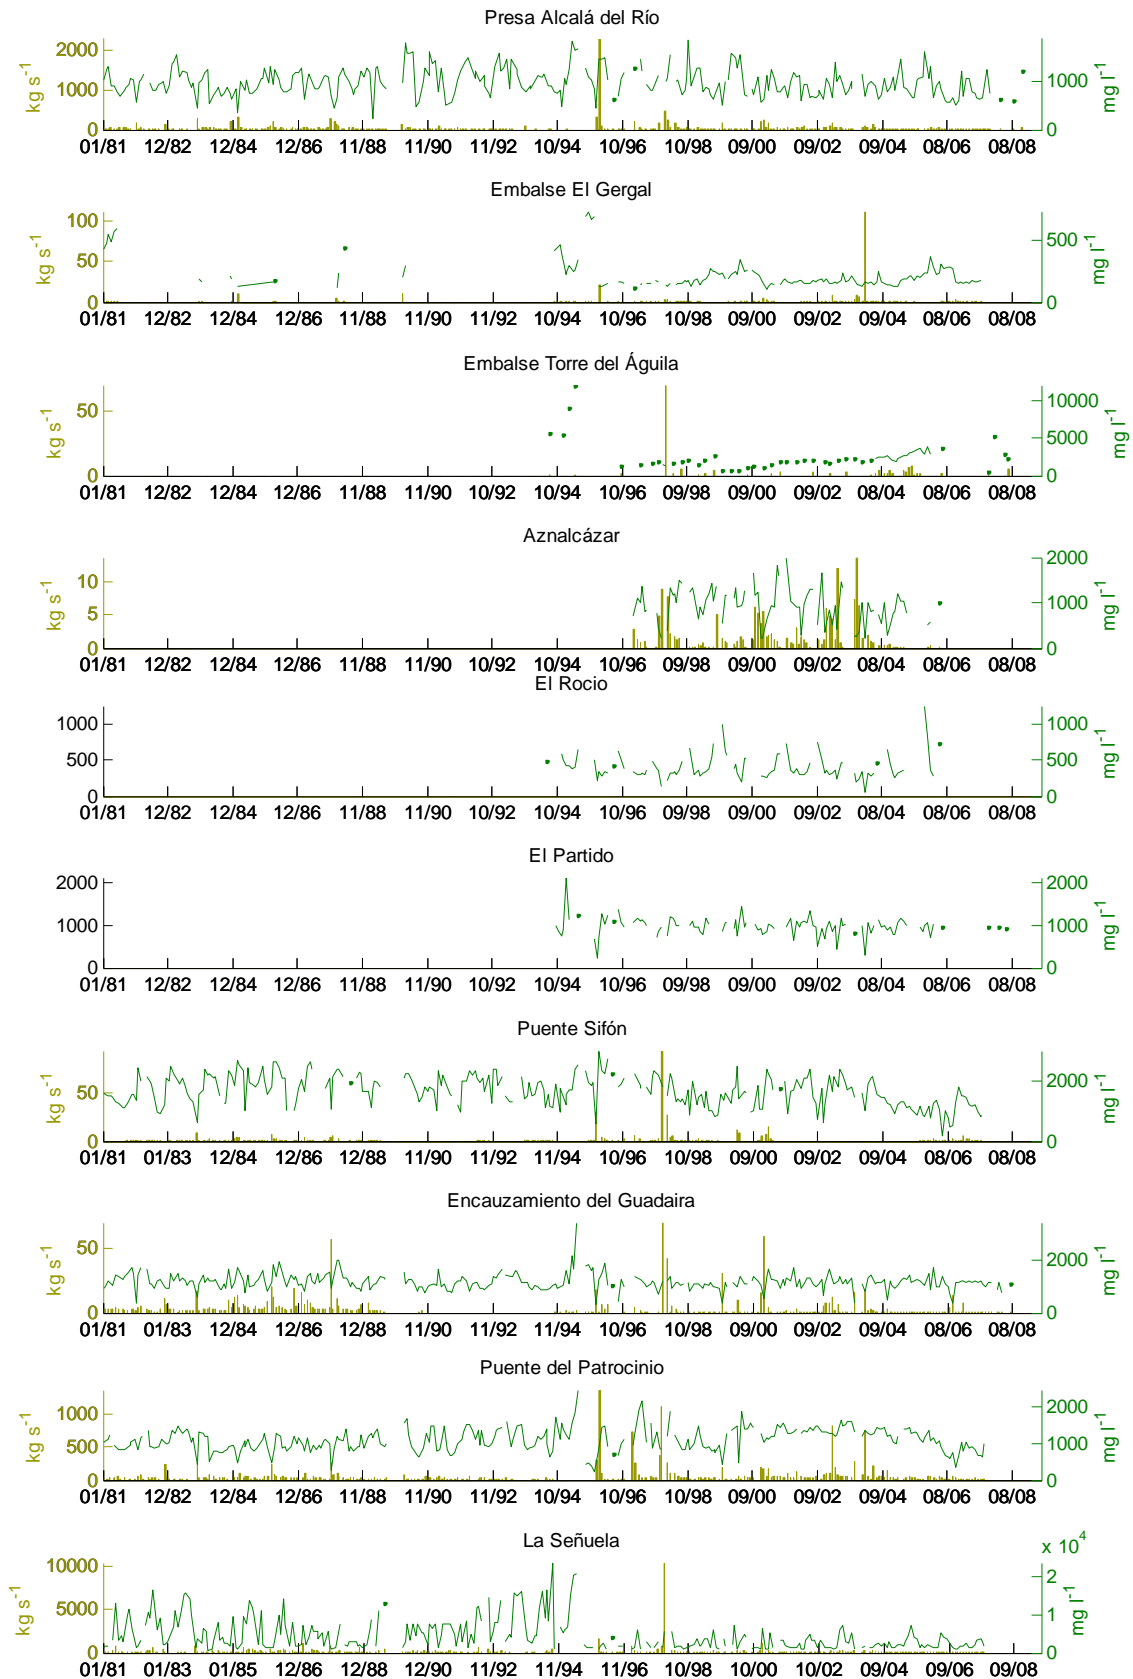 Presa Alcalá del Río
2000
1000
0
kg s-1
1000
0
mg l-1
01/81 12/82 12/84 12/86 11/88 11/90 11/92 10/94 10/96 10/98 09/00 09/02 09/04 08/06 08/08
Embalse El Gergal
100
50
0
kg s-1
500
0
mg l-1
01/81 12/82 12/84 12/86 11/88 11/90 11/92 10/94 10/96 10/98 09/00 09/02 09/04 08/06 08/08
Embalse Torre del Águila
50
0
kg s-1
10000
5000
0
mg l-1
01/81 12/82 12/84 12/86 11/88 11/90 10/92 10/94 10/96 09/98 09/00 09/02 08/04 08/06 08/08
Aznalcázar
10
5
0
kg s-1
2000
1000
0
mg l-1
01/81 12/82 12/84 12/86 11/88 11/90 10/92 10/94 10/96 09/98 09/00 09/02 08/04 08/06 08/08
El Rocio
1000
500
0
1000
500
0
mg l-1
01/81 12/82 12/84 12/86 11/88 11/90 10/92 10/94 10/96 09/98 09/00 09/02 08/04 08/06 08/08
El Partido
2000
1000
0
2000
1000
0
mg l-1
01/81 12/82 12/84 12/86 11/88 11/90 10/92 10/94 10/96 09/98 09/00 09/02 08/04 08/06 08/08
Puente Sifón
50
0
kg s-1
2000
0
mg l-1
01/81 01/83 12/84 12/86 12/88 11/90 11/92 11/94 10/96 10/98 09/00 09/02 09/04 08/06 08/08
Encauzamiento del Guadaira
50
0
kg s-1
2000
0
mg l-1
01/81 01/83 12/84 12/86 12/88 11/90 11/92 11/94 10/96 10/98 09/00 09/02 09/04 08/06 08/08
Puente del Patrocinio
1000
500
0
kg s-1
2000
1000
0
mg l-1
01/81 12/82 12/84 12/86 11/88 11/90 11/92 10/94 10/96 10/98 09/00 09/02 09/04 08/06 08/08
La Señuela
x 104
10000
5000
0
kg s-1
2
1
0
mg l-1
01/81 01/83 01/85 12/86 12/88 12/90 11/92 11/94 11/96 10/98 10/00 10/02 09/04 09/06 09/08